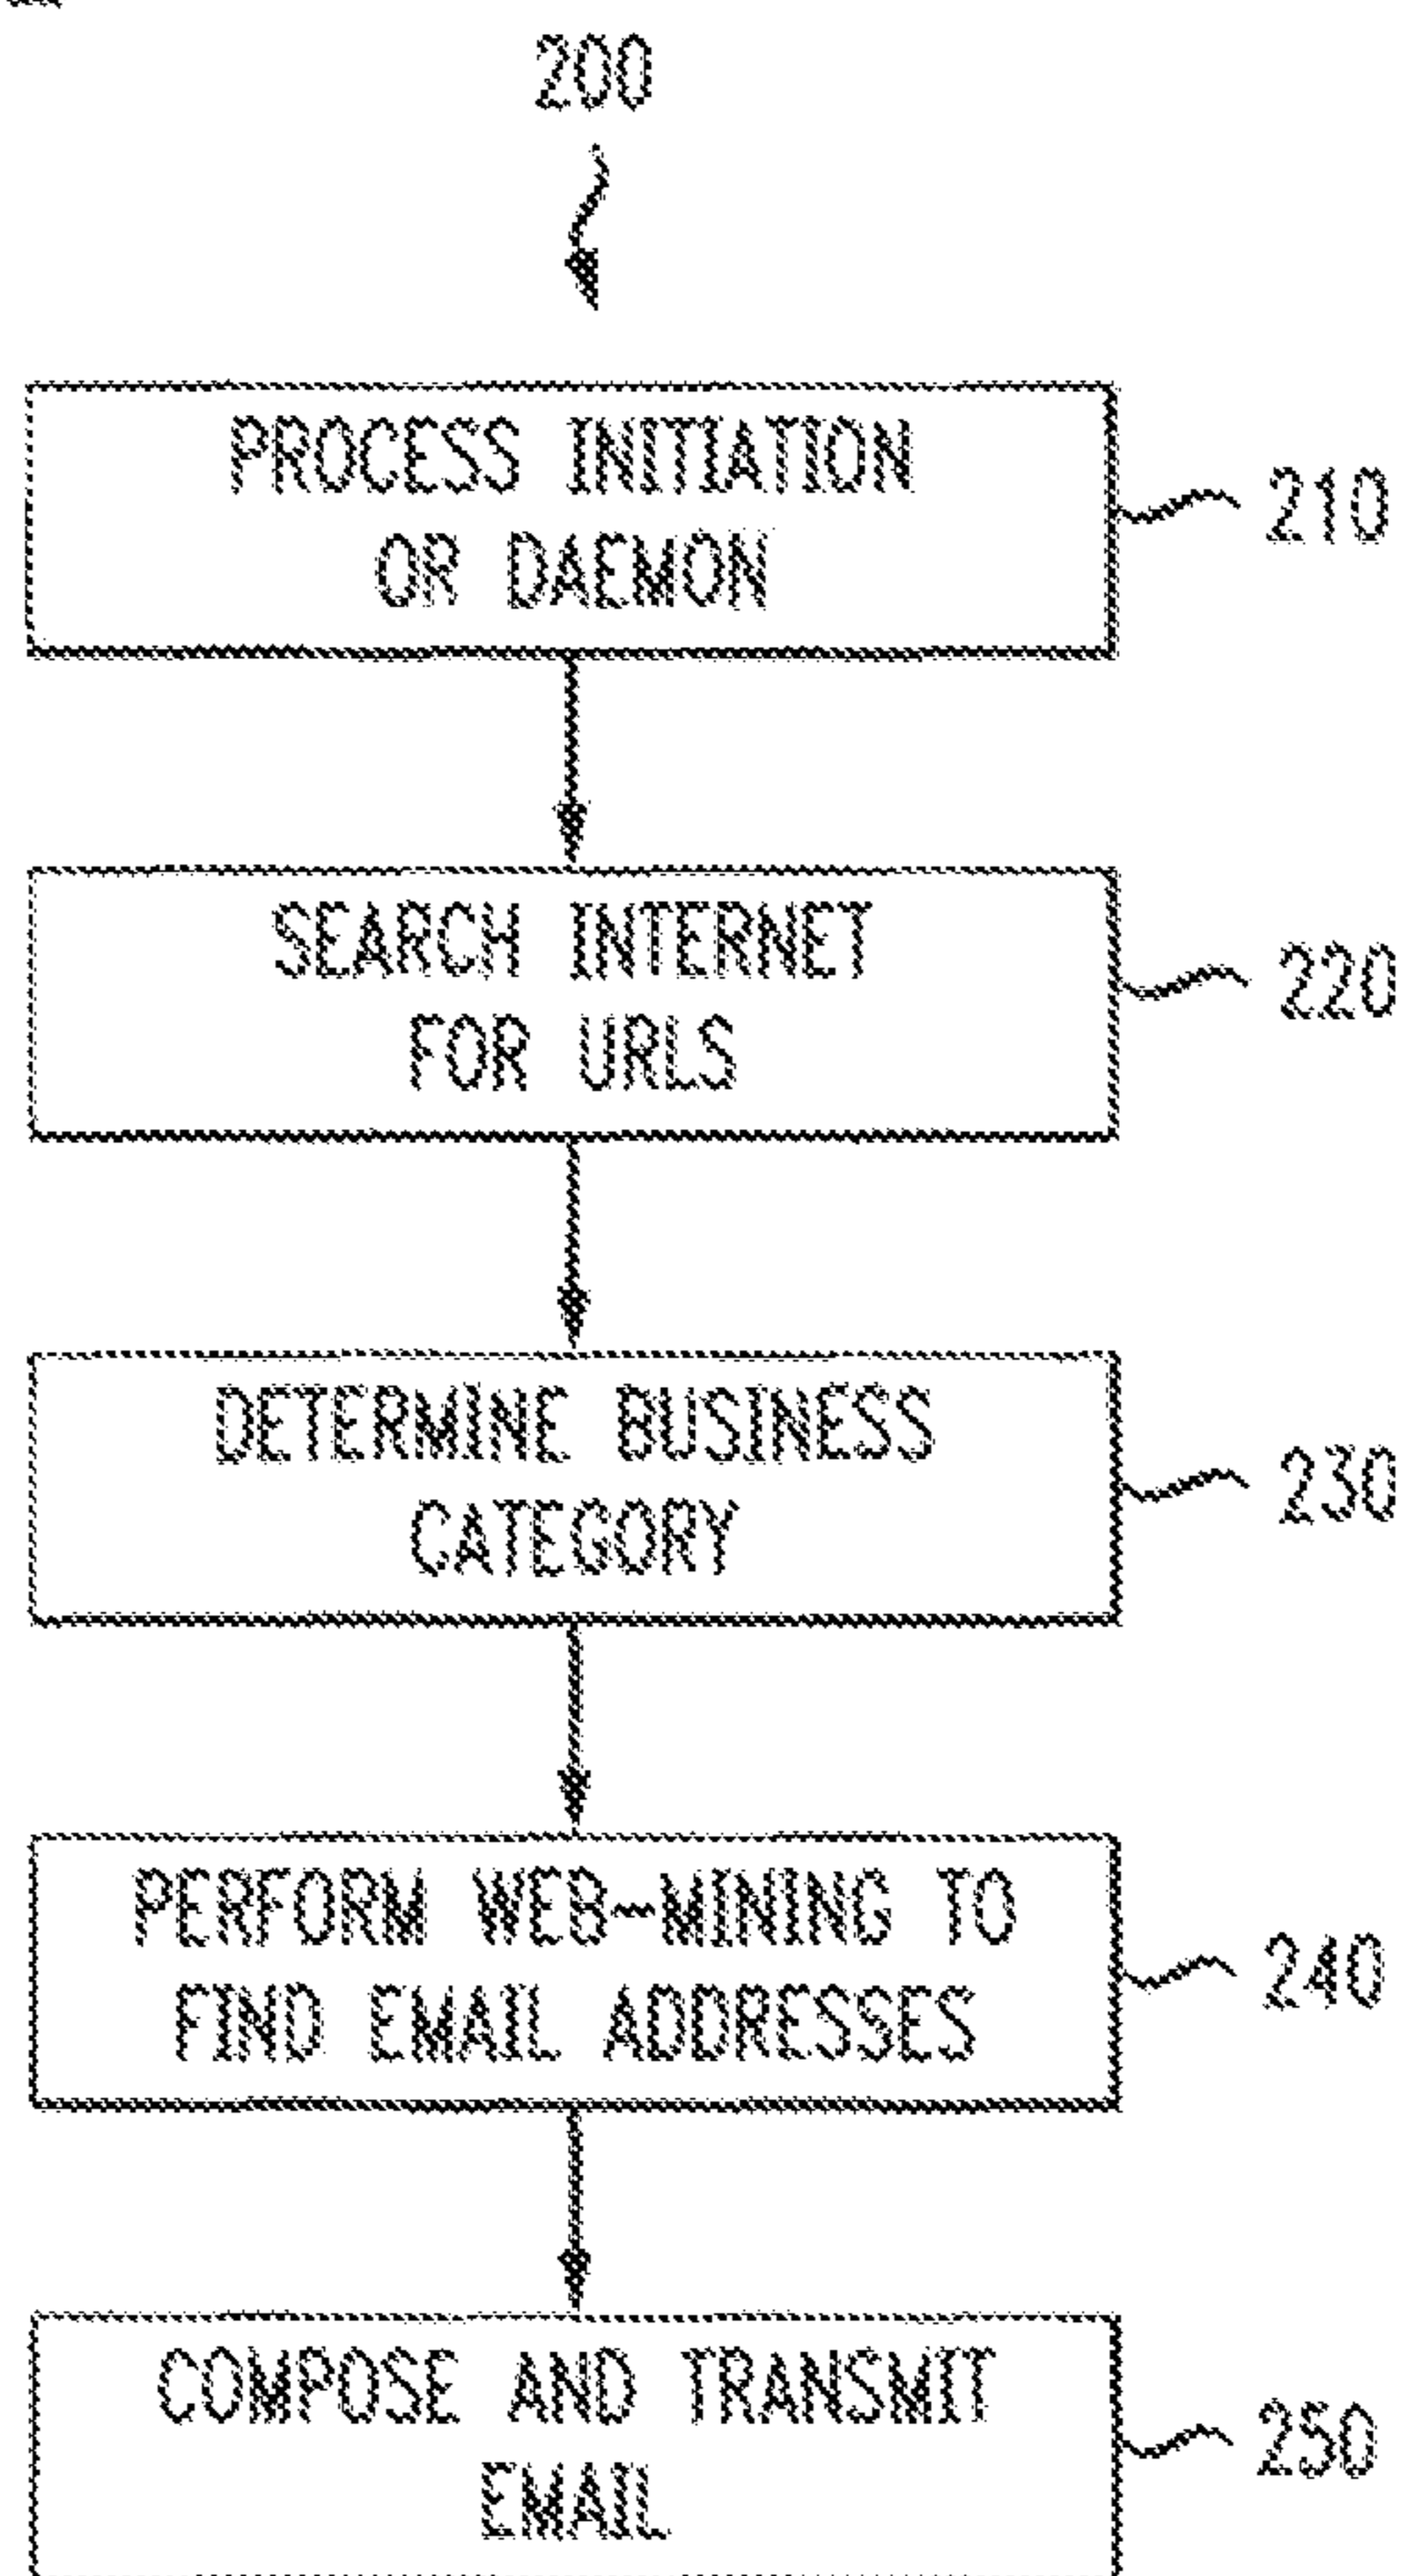 200
PROCESS INITIATION
OR DAEMON
210
SEARCH INTERNET
FOR URLS
220
DETERMINE BUSINESS
CATEGORY
230
PERFORM WEB-MINING TO
FIND EMAIL ADDRESSES
240
COMPOSE AND TRANSMIT
EMAIL
250